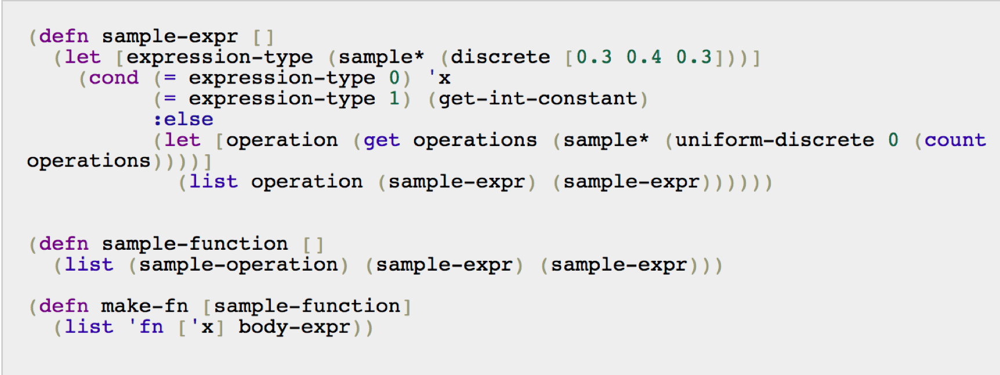 (defn sample-expr []
  (let [expression-type (sample* (discrete [0.3 0.4 0.3]))]
    (cond (= expression-type 0) 'x
          (= expression-type 1) (get-int-constant)
          :else
          (let [operation (get operations (sample* (uniform-discrete 0 (count
operations))))]
            (list operation (sample-expr) (sample-expr))))))
(defn sample-function []
  (list (sample-operation) (sample-expr) (sample-expr)))
(defn make-fn [sample-function]
  (list 'fn ['x] body-expr))